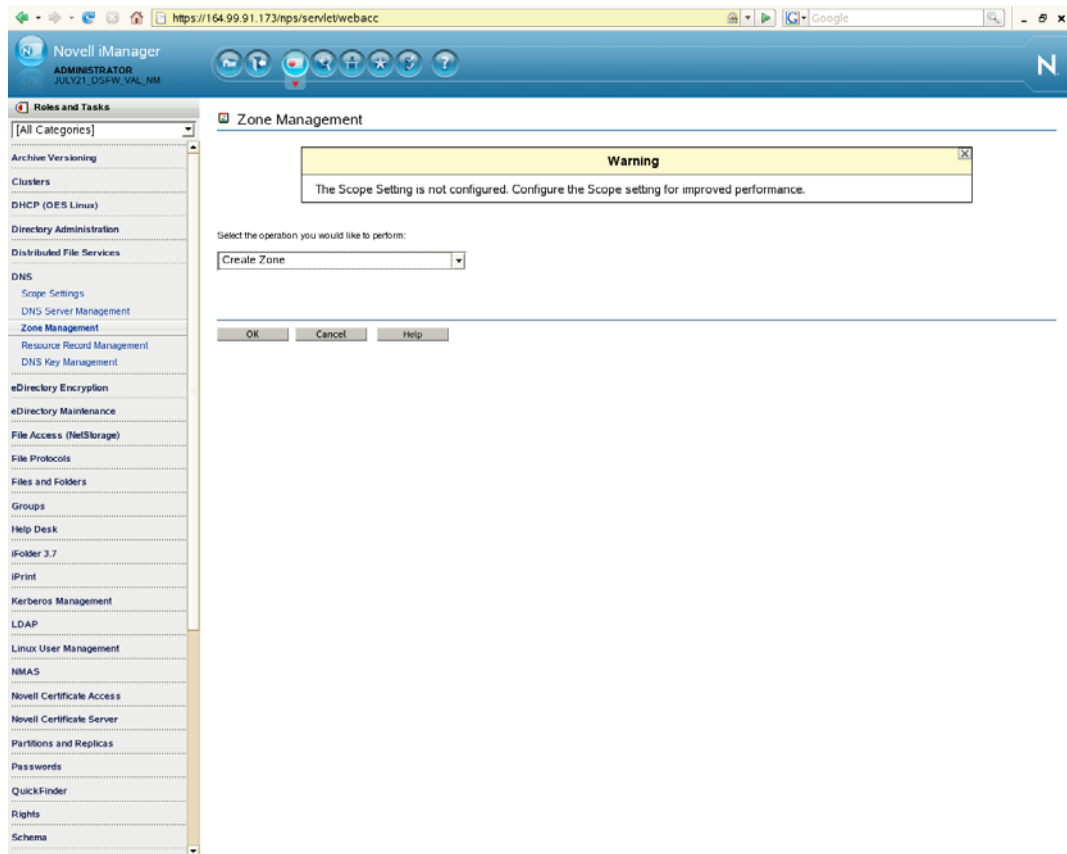 https://164.99.91.173/nps/servlet/webacc
G
Google
Novell iManager
ADMINISTRATOR
JULY21_DSFW_VAL_NM
N
N
Roles and Tasks
[All Categories]
Archive Versioning
Clusters
DHCP (OES Linux)
Directory Administration
Distributed File Services
DNS
Scope Settings
DNS Server Management
Zone Management
Resource Record Management
DNS Key Management
eDirectory Encryption
eDirectory Maintenance
File Access (NetStorage)
File Protocols
Files and Folders
Groups
Help Desk
iFolder 3.7
iPrint
Kerberos Management
LDAP
Linux User Management
NMAS
Novell Certificate Access
Novell Certificate Server
Partitions and Replicas
Passwords
QuickFinder
Rights
Schema
Zone Management
Warning
The Scope Setting is not configured. Configure the Scope setting for improved performance.
Select the operation you would like to perform:
Create Zone
OK Cancel Help